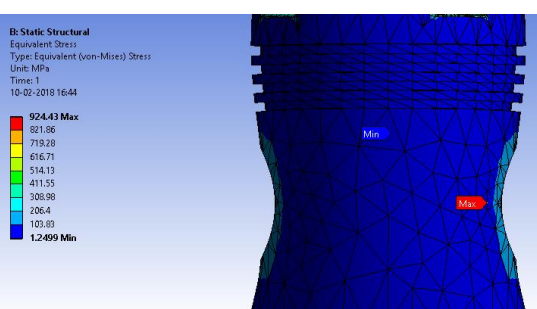 B: Static Structural
Equivalent Stress
Type: Equivalent (von-Mises) Stress
Unit: MPa
Time: 1
10-02-2018 16:44
924.43 Max
821.86
719.28
616.71
514.13
411.55
308.98
206.4
103.83
1.2499 Min
Min
Max